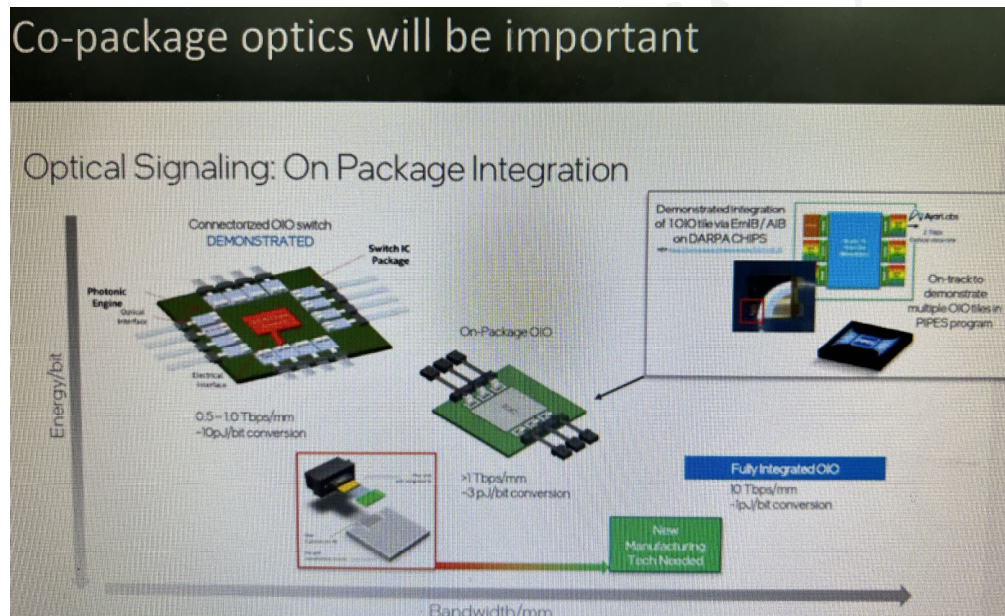 Co-package optics will be important
Optical Signaling: On Package Integration
Connectorized OIO switch
DEMONSTRATED
Switch IC
Package
Photonic
Engine
Optical
Interface
Electrical
Interface
0.5-1.0 Tbps/mm
~10pJ/bit conversion
On-Package OIO
>1 Tbps/mm
~3 pJ/bit conversion
Demonstrated integration
of 1 OIO tile via EmIB / AIB
on DARPA CHIPS
AyarLabs
On-track to
demonstrate
multiple OIO tiles in
PIPES program
Fully Integrated OIO
10 Tbps/mm
~1pJ/bit conversion
New
Manufacturing
Tech Needed
Energy/bit
Bandwidth/mm